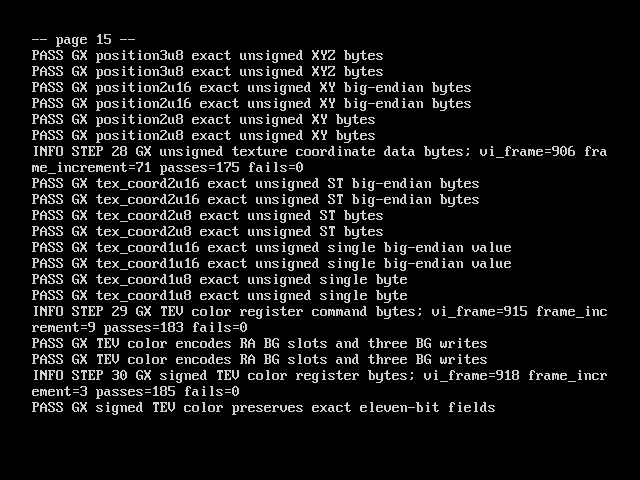 -- page 15 --
PASS GX position3u8 exact unsigned XYZ bytes
PASS GX position3u8 exact unsigned XYZ bytes
PASS GX position2u16 exact unsigned XY big-endian bytes
PASS GX position2u16 exact unsigned XY big-endian bytes
PASS GX position2u8 exact unsigned XY bytes
PASS GX position2u8 exact unsigned XY bytes
INFO STEP 28 GX unsigned texture coordinate data bytes; vi_frame=906 fra
me_increment=71 passes=175 fails=0
PASS GX tex_coord2u16 exact unsigned ST big-endian bytes
PASS GX tex_coord2u16 exact unsigned ST big-endian bytes
PASS GX tex_coord2u8 exact unsigned ST bytes
PASS GX tex_coord2u8 exact unsigned ST bytes
PASS GX tex_coord1u16 exact unsigned single big-endian value
PASS GX tex_coord1u16 exact unsigned single big-endian value
PASS GX tex_coord1u8 exact unsigned single byte
PASS GX tex_coord1u8 exact unsigned single byte
INFO STEP 29 GX TEV color register command bytes; vi_frame=915 frame_inc
rement=9 passes=183 fails=0
PASS GX TEV color encodes RA BG slots and three BG writes
PASS GX TEV color encodes RA BG slots and three BG writes
INFO STEP 30 GX signed TEV color register bytes; vi_frame=918 frame_incr
ement=3 passes=185 fails=0
PASS GX signed TEV color preserves exact eleven-bit fields